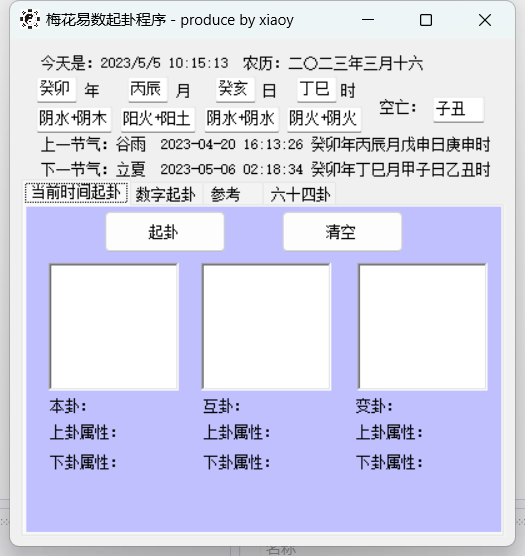 梅花易数起卦程序 - produce by xiaoy
今天是：2023/5/5 10:15:13 农历：二〇二三年三月十六
癸卯 年 丙辰 月 癸亥 日 丁巳 时
空亡： 子丑
阴水+阴木 阳火+阳土 阴水+阴水 阴火+阴火
上一节气：谷雨 2023-04-20 16:13:26 癸卯年丙辰月戊申日庚申时
下一节气：立夏 2023-05-06 02:18:34 癸卯年丁巳月甲子日乙丑时
当前时间起卦 数字起卦 参考 六十四卦
起卦 清空
本卦： 互卦： 变卦：
上卦属性： 上卦属性： 上卦属性：
下卦属性： 下卦属性： 下卦属性：
名称